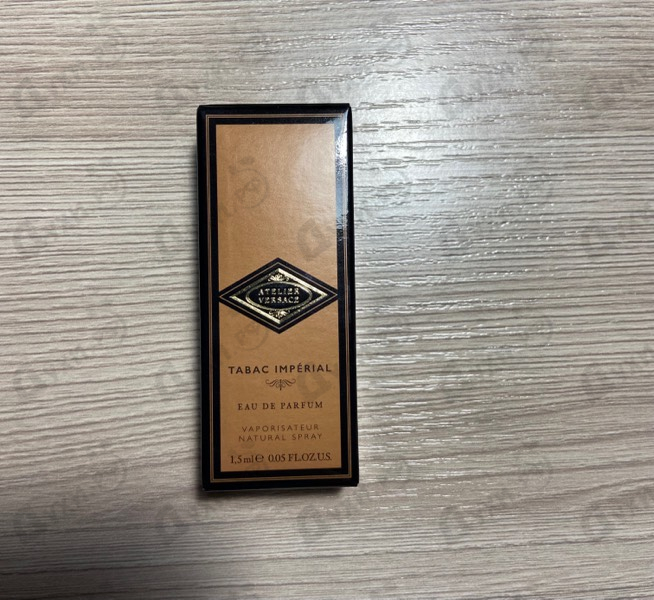 ATELIER
VERSACE
TABAC IMPÉRIAL
EAU DE PARFUM
VAPORISATEUR
NATURAL SPRAY
1,5 ml ℮ 0.05 FL.OZ.U.S.